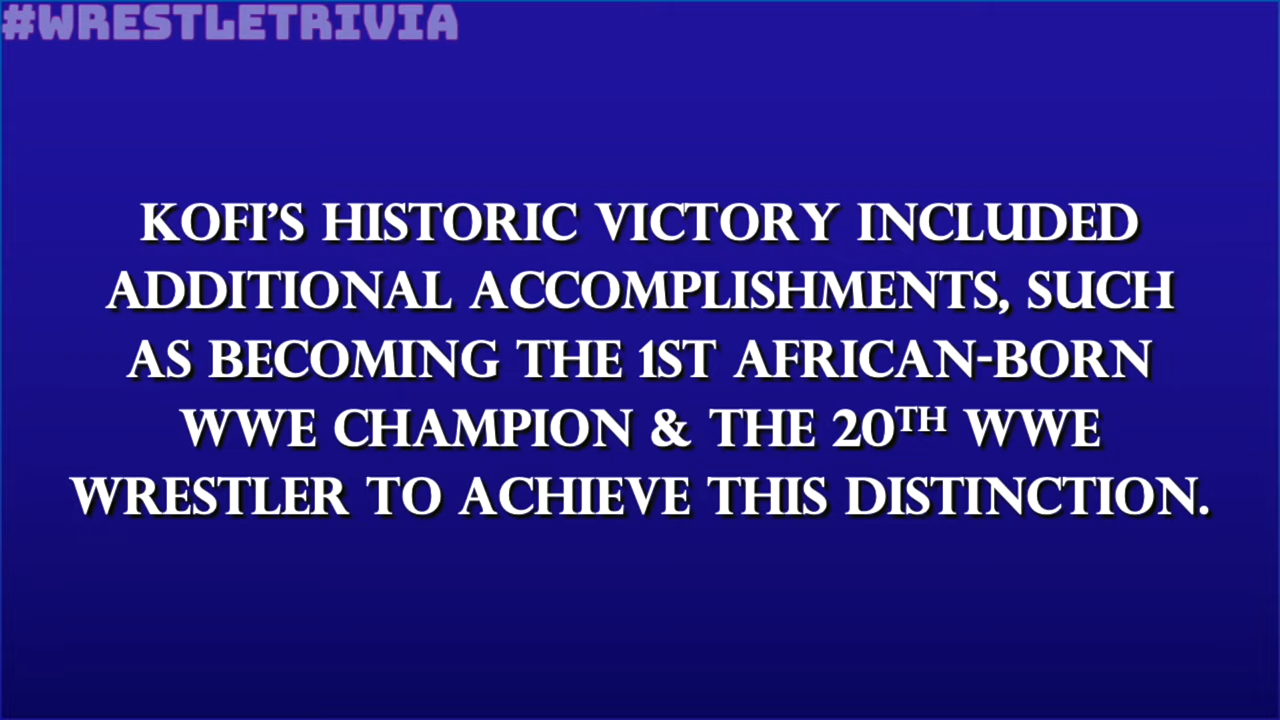 #WRESTLETRIVIA
KOFI'S HISTORIC VICTORY INCLUDED
ADDITIONAL ACCOMPLISHMENTS, SUCH
AS BECOMING THE 1ST AFRICAN-BORN
WWE CHAMPION & THE 20TH WWE
WRESTLER TO ACHIEVE THIS DISTINCTION.